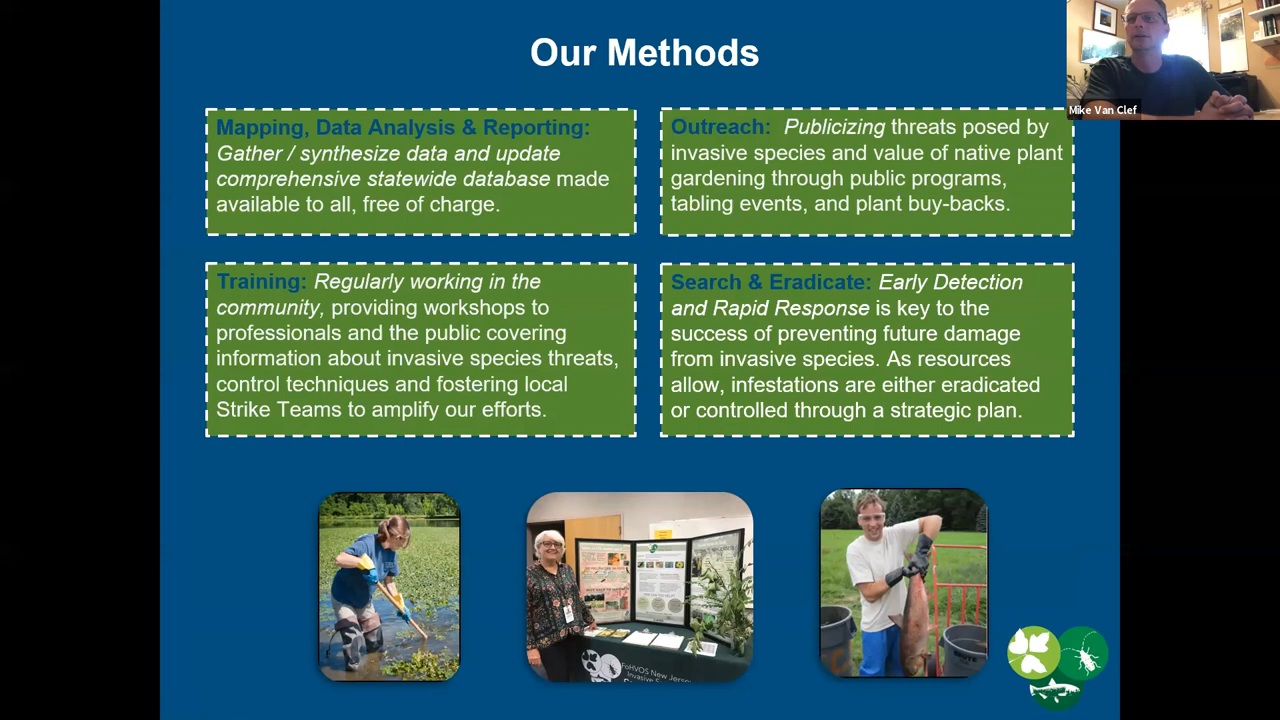 Our Methods
Mike Van Clef
Mapping, Data Analysis & Reporting:
Gather / synthesize data and update
comprehensive statewide database made
available to all, free of charge.
Outreach: Publicizing threats posed by
invasive species and value of native plant
gardening through public programs,
tabling events, and plant buy-backs.
Training: Regularly working in the
community, providing workshops to
professionals and the public covering
information about invasive species threats,
control techniques and fostering local
Strike Teams to amplify our efforts.
Search & Eradicate: Early Detection
and Rapid Response is key to the
success of preventing future damage
from invasive species. As resources
allow, infestations are either eradicated
or controlled through a strategic plan.
FoHVOS New Jersey
Invasive